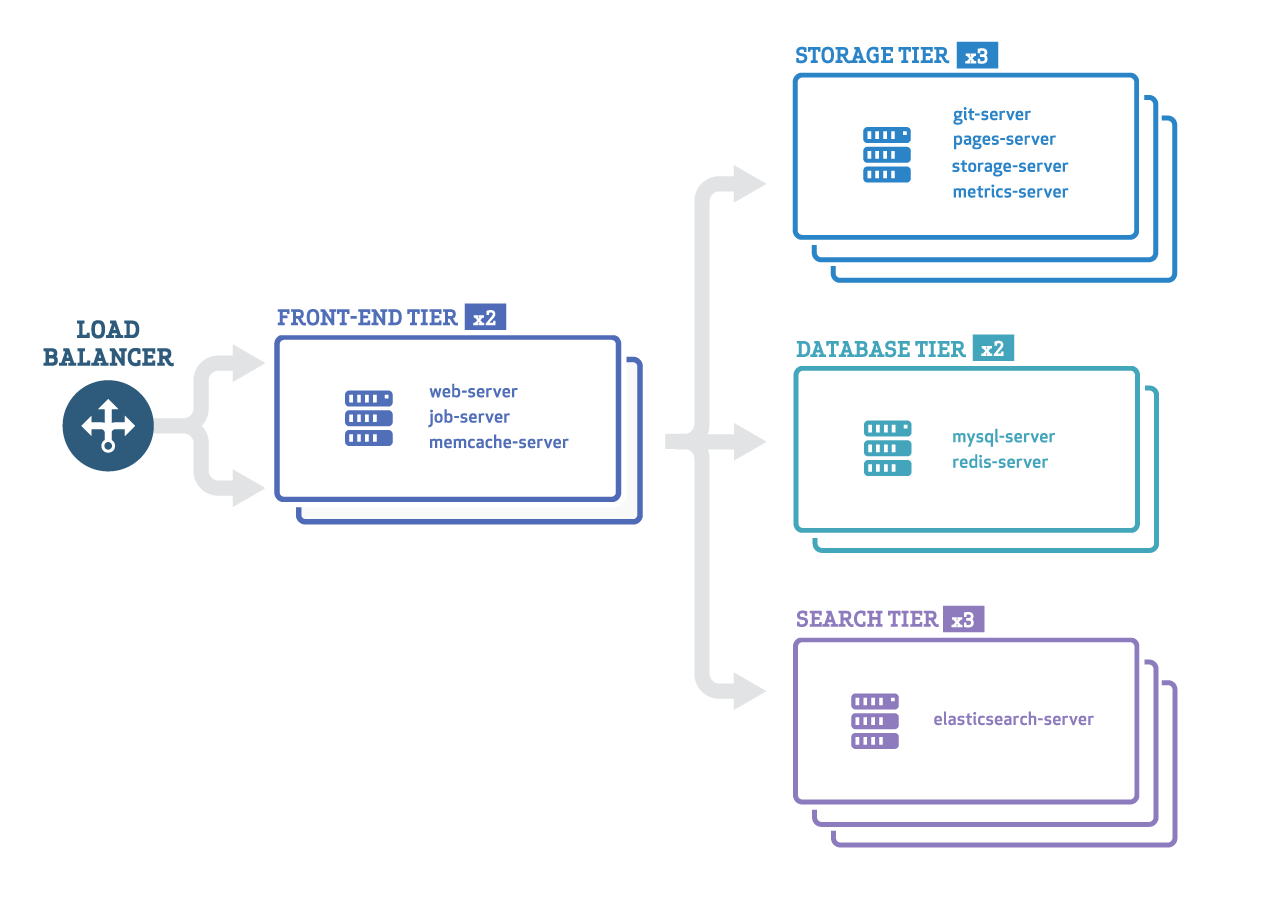 LOAD
BALANCER
FRONT-END TIER x2
web-server
job-server
memcache-server
STORAGE TIER x3
git-server
pages-server
storage-server
metrics-server
DATABASE TIER x2
mysql-server
redis-server
SEARCH TIER x3
elasticsearch-server